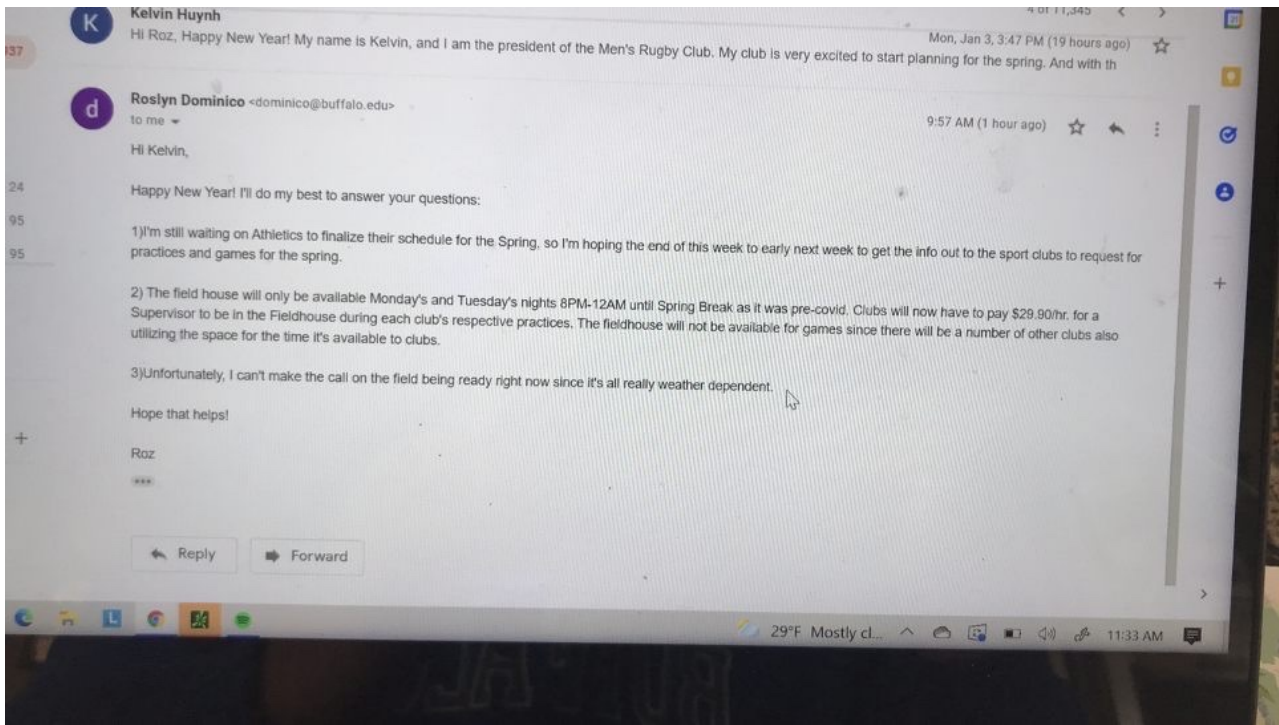 Kelvin Huynh
4 of 11,345
K
Mon, Jan 3, 3:47 PM (19 hours ago)
Hi Roz, Happy New Year! My name is Kelvin, and I am the president of the Men's Rugby Club. My club is very excited to start planning for the spring. And with th
137
d
Roslyn Dominico <dominico@buffalo.edu>
to me
9:57 AM (1 hour ago)
Hi Kelvin,
24
95
95
Happy New Year! I'll do my best to answer your questions:
1)I'm still waiting on Athletics to finalize their schedule for the Spring, so I'm hoping the end of this week to early next week to get the info out to the sport clubs to request for
practices and games for the spring.
2) The field house will only be available Monday's and Tuesday's nights 8PM-12AM until Spring Break as it was pre-covid. Clubs will now have to pay $29.90/hr. for a
Supervisor to be in the Fieldhouse during each club's respective practices. The fieldhouse will not be available for games since there will be a number of other clubs also
utilizing the space for the time it's available to clubs.
3)Unfortunately, I can't make the call on the field being ready right now since it's all really weather dependent.
Hope that helps!
Roz
Reply
Forward
L
29°F Mostly cl...
11:33 AM